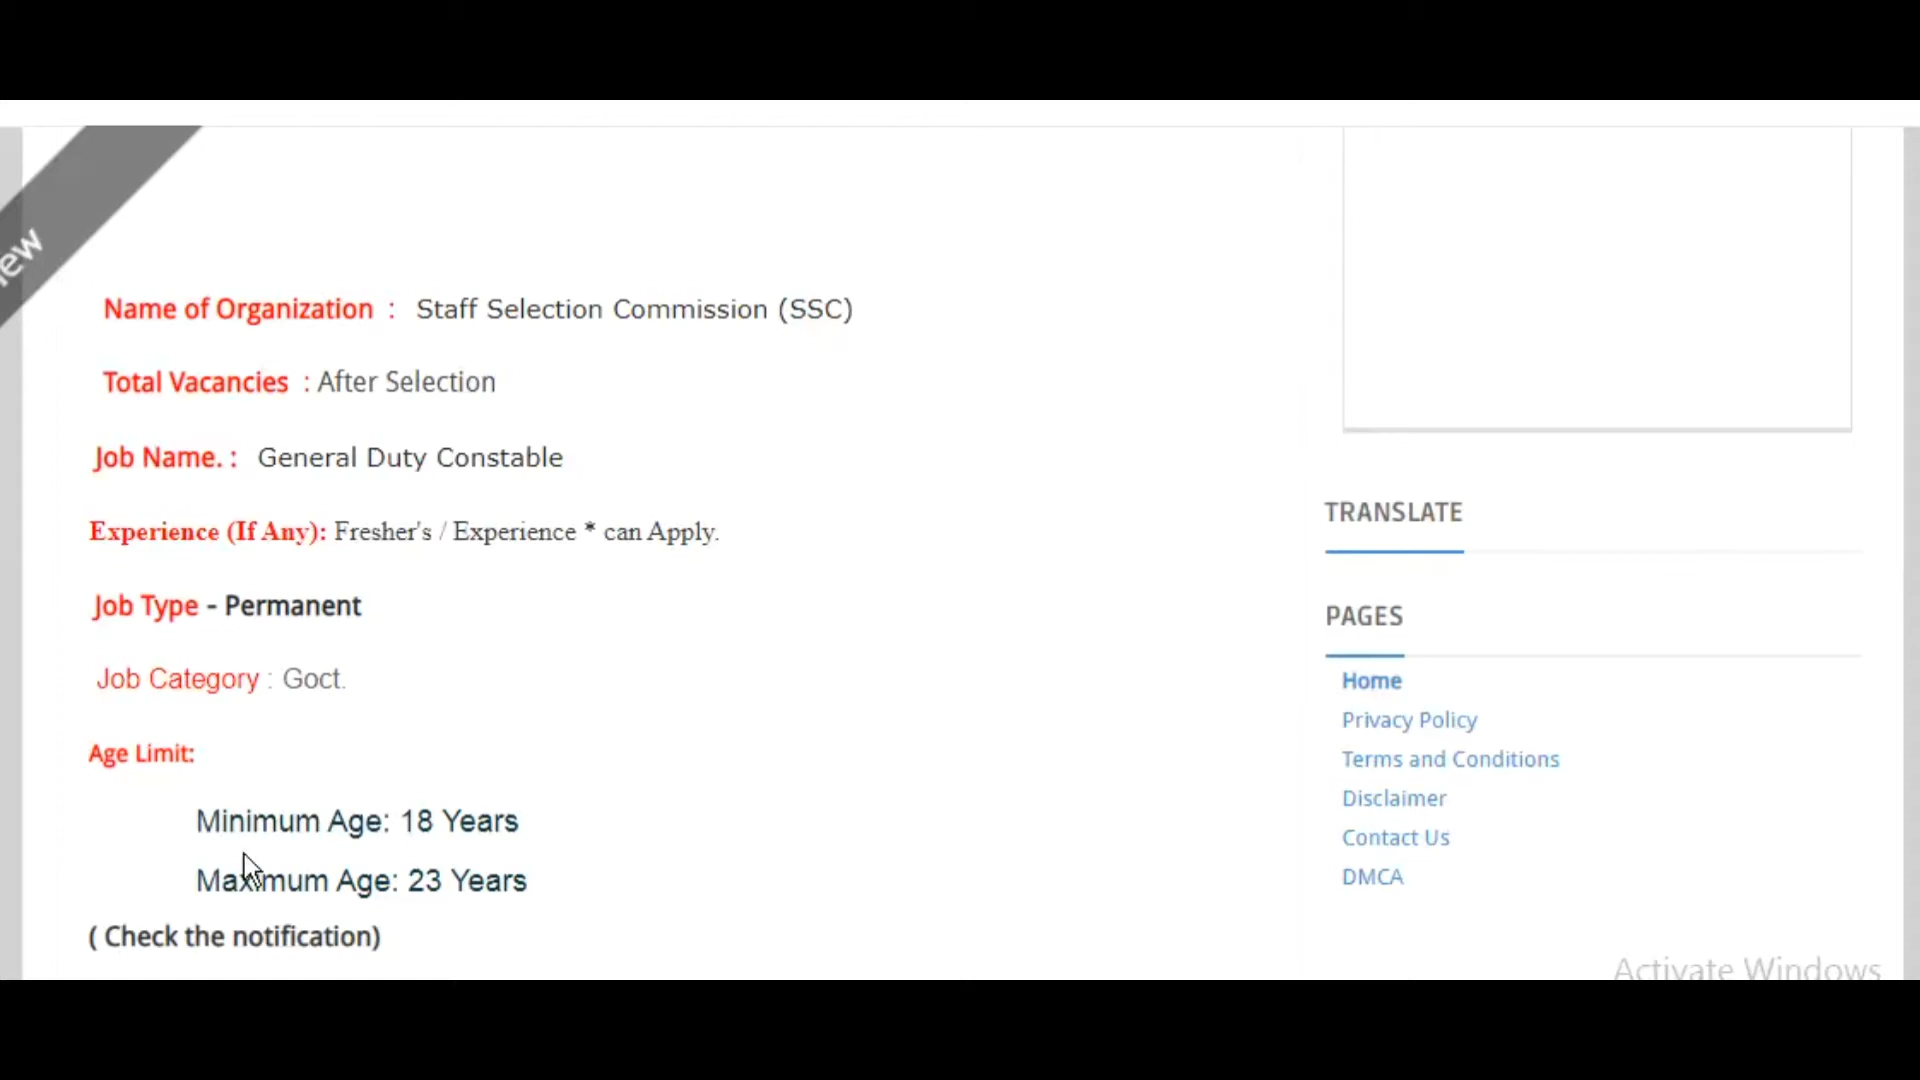 Name of Organization : Staff Selection Commission (SSC)
Total Vacancies : After Selection
Job Name. : General Duty Constable
Experience (If Any): Fresher's / Experience * can Apply.
Job Type - Permanent
Job Category : Goct.
Age Limit:
Minimum Age: 18 Years
Maximum Age: 23 Years
( Check the notification)
TRANSLATE
PAGES
Home
Privacy Policy
Terms and Conditions
Disclaimer
Contact Us
DMCA
Activate Windows